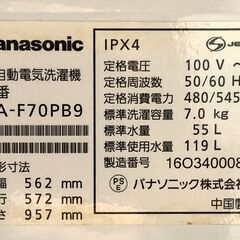 anasonic
自動電気洗濯機
番
A-F70PB9
形寸法
幅 562 mm
行 572 mm
さ 957 mm
IPX4
定格電圧 100 V ~
定格周波数 50/60 H
定格消費電力 480/545
標準洗濯容量 7.0 kg
標準水量 55 L
標準使用水量 119 L
製造番号 16O340008
PSE パナソニック株式会社
中国製